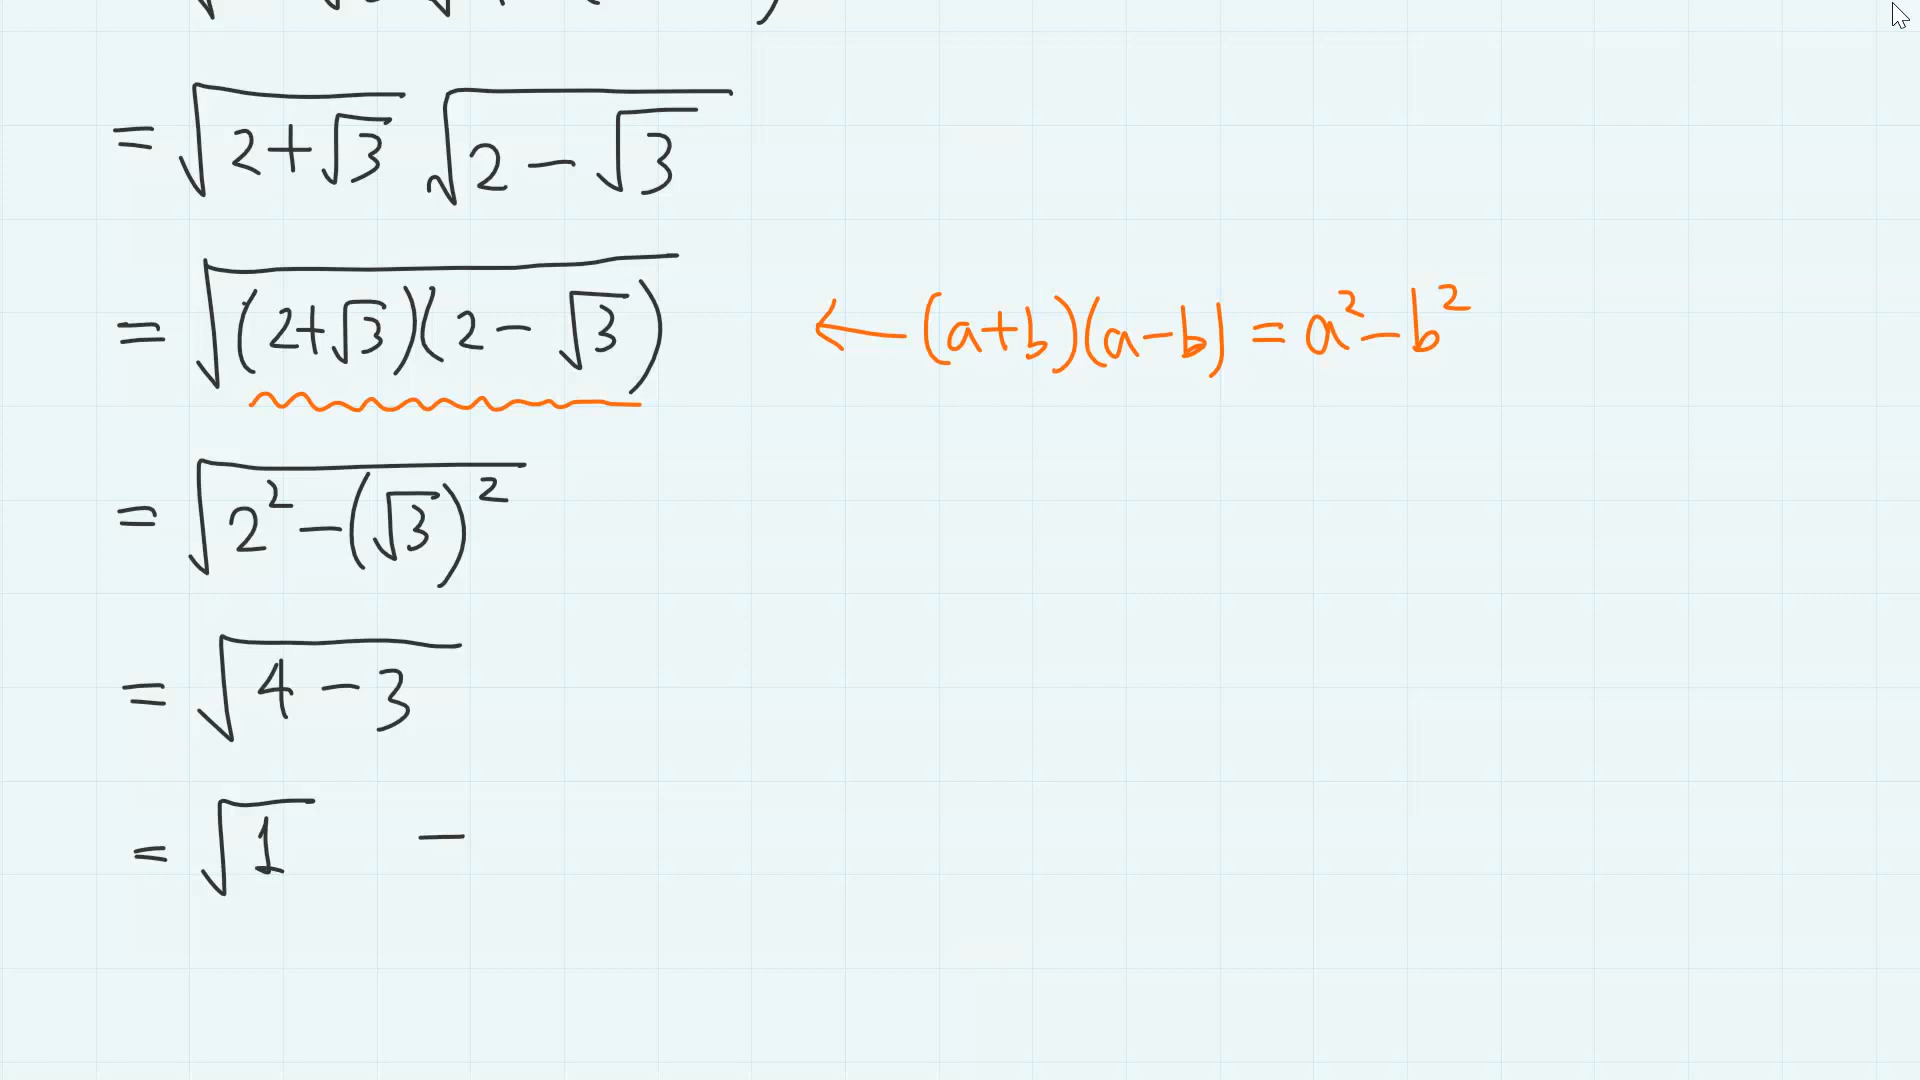 = √(2+√3) √(2-√3)
= √((2+√3)(2-√3)) ← (a+b)(a-b) = a²-b²
= √(2²-(√3)²)
= √(4-3)
= √1 -